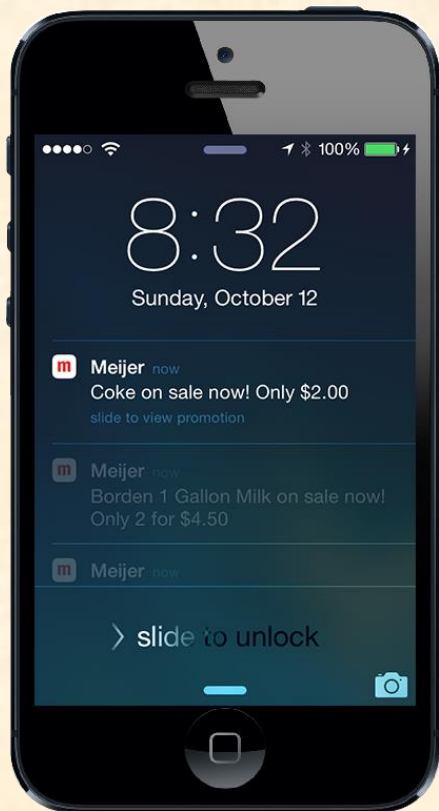 100%
8:32
Sunday, October 12
m Meijer now
Coke on sale now! Only $2.00
slide to view promotion
m Meijer now
Borden 1 Gallon Milk on sale now!
Only 2 for $4.50
m Meijer now
> slide to unlock